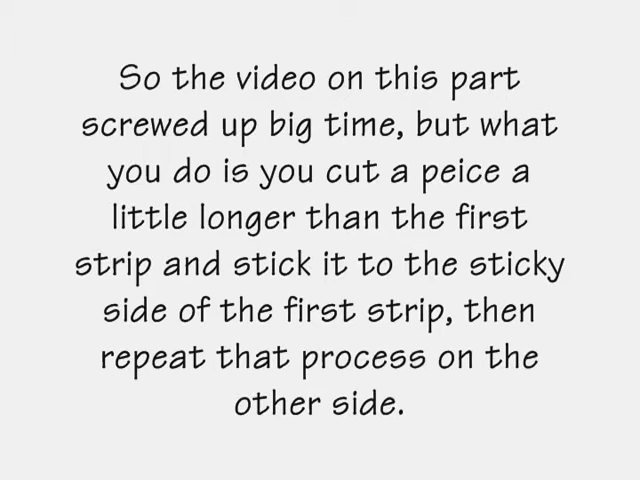 So the video on this part
screwed up big time, but what
you do is you cut a peice a
little longer than the first
strip and stick it to the sticky
side of the first strip, then
repeat that process on the
other side.